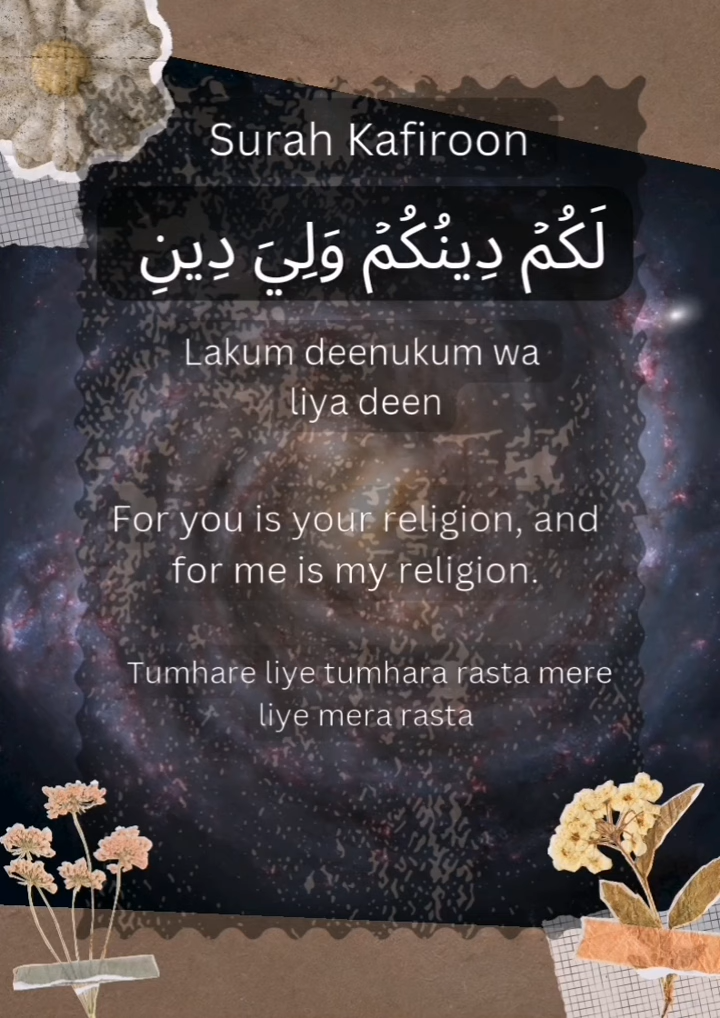 Surah Kafiroon
لَكُمۡ دِينُكُمۡ وَلِيَ دِينِ
Lakum deenukum wa
liya deen
For you is your religion, and
for me is my religion.
Tumhare liye tumhara rasta mere
liye mera rasta